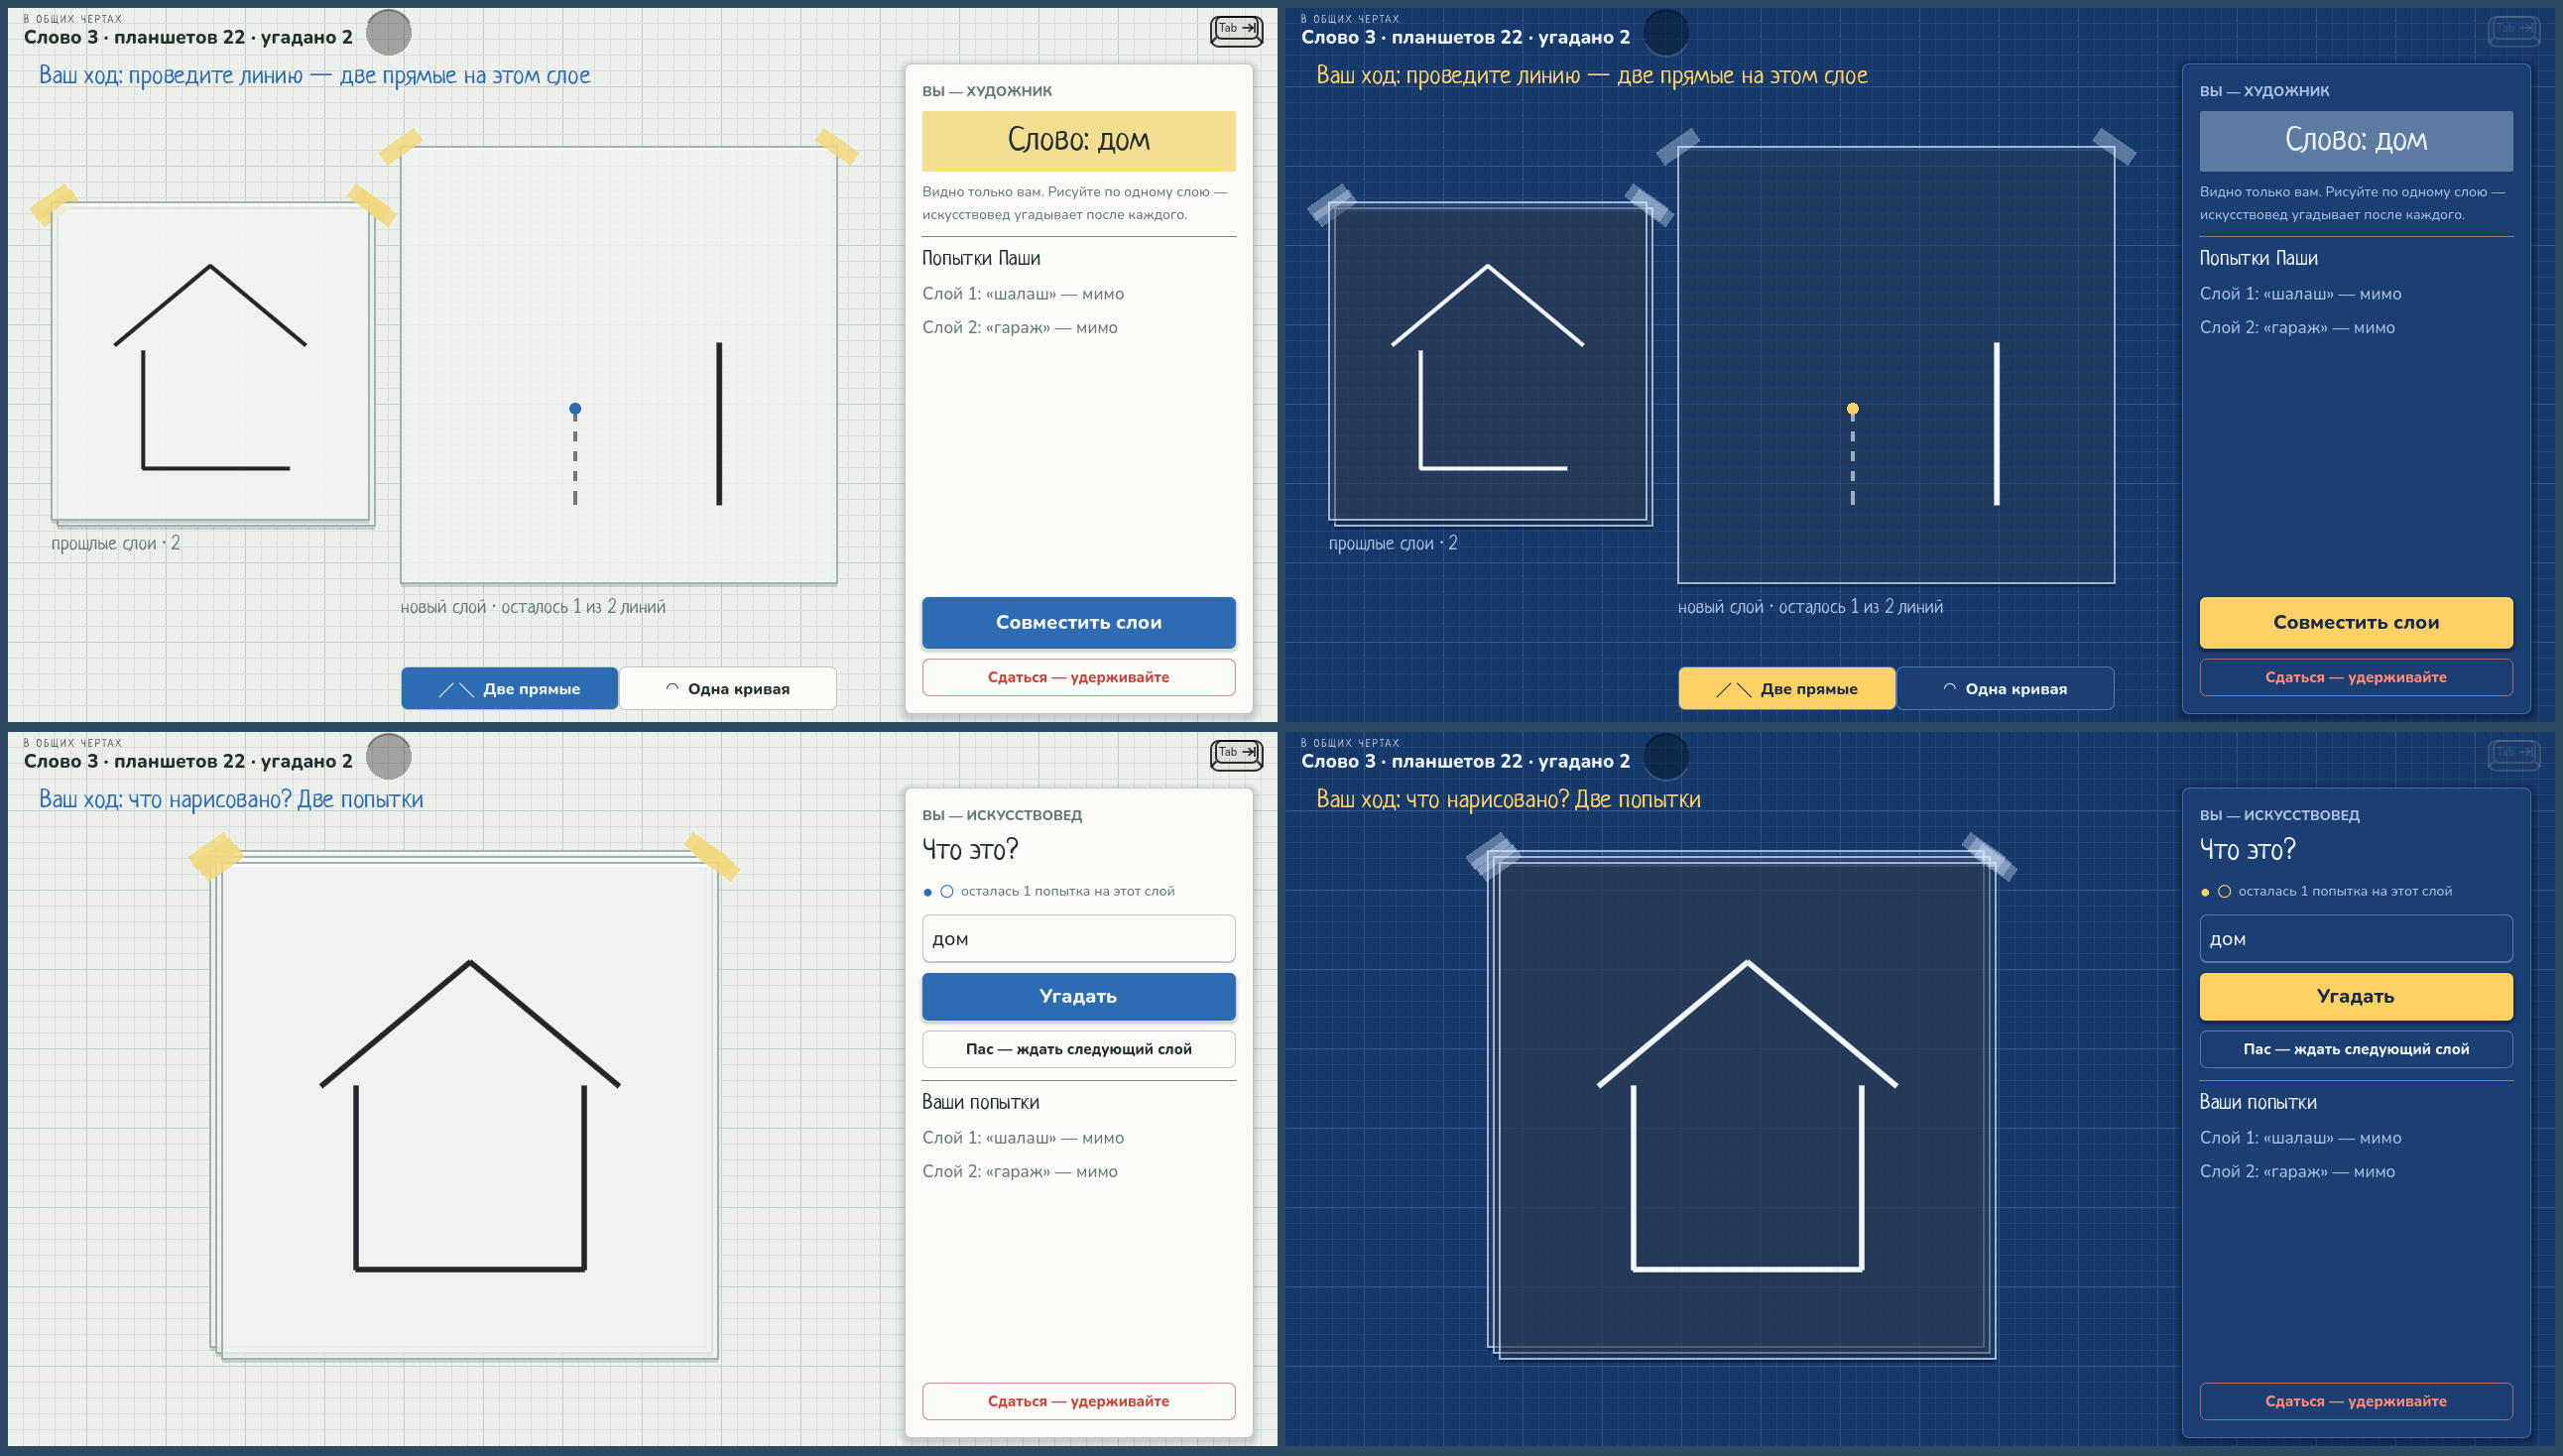 В ОБЩИХ ЧЕРТАХ
Слово 3 · планшетов 22 · угадано 2
Tab
Ваш ход: проведите линию — две прямые на этом слое
прошлые слои · 2
новый слой · осталось 1 из 2 линий
Две прямые
Одна кривая
ВЫ — ХУДОЖНИК
Слово: дом
Видно только вам. Рисуйте по одному слою —
искусствовед угадывает после каждого.
Попытки Паши
Слой 1: «шалаш» — мимо
Слой 2: «гараж» — мимо
Совместить слои
Сдаться — удерживайте
В ОБЩИХ ЧЕРТАХ
Слово 3 · планшетов 22 · угадано 2
Tab
Ваш ход: проведите линию — две прямые на этом слое
прошлые слои · 2
новый слой · осталось 1 из 2 линий
Две прямые
Одна кривая
ВЫ — ХУДОЖНИК
Слово: дом
Видно только вам. Рисуйте по одному слою —
искусствовед угадывает после каждого.
Попытки Паши
Слой 1: «шалаш» — мимо
Слой 2: «гараж» — мимо
Совместить слои
Сдаться — удерживайте
В ОБЩИХ ЧЕРТАХ
Слово 3 · планшетов 22 · угадано 2
Tab
Ваш ход: что нарисовано? Две попытки
ВЫ — ИСКУССТВОВЕД
Что это?
осталась 1 попытка на этот слой
дом
Угадать
Пас — ждать следующий слой
Ваши попытки
Слой 1: «шалаш» — мимо
Слой 2: «гараж» — мимо
Сдаться — удерживайте
В ОБЩИХ ЧЕРТАХ
Слово 3 · планшетов 22 · угадано 2
Tab
Ваш ход: что нарисовано? Две попытки
ВЫ — ИСКУССТВОВЕД
Что это?
осталась 1 попытка на этот слой
дом
Угадать
Пас — ждать следующий слой
Ваши попытки
Слой 1: «шалаш» — мимо
Слой 2: «гараж» — мимо
Сдаться — удерживайте